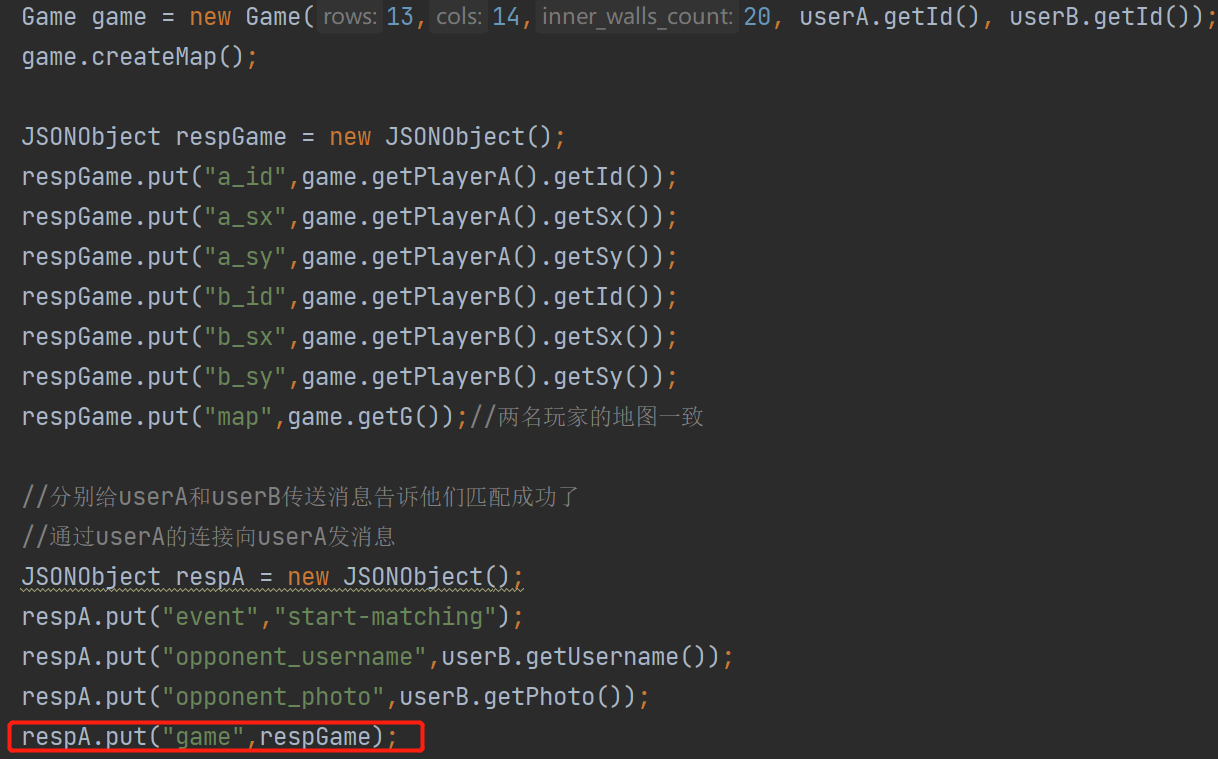 Game game = new Game( rows: 13, cols: 14, inner_walls_count: 20, userA.getId(), userB.getId());
game.createMap();
JSONObject respGame = new JSONObject();
respGame.put("a_id",game.getPlayerA().getId());
respGame.put("a_sx",game.getPlayerA().getSx());
respGame.put("a_sy",game.getPlayerA().getSy());
respGame.put("b_id",game.getPlayerB().getId());
respGame.put("b_sx",game.getPlayerB().getSx());
respGame.put("b_sy",game.getPlayerB().getSy());
respGame.put("map",game.getG());//两名玩家的地图一致
//分别给userA和userB传送消息告诉他们匹配成功了
//通过userA的连接向userA发消息
JSONObject respA = new JSONObject();
respA.put("event","start-matching");
respA.put("opponent_username",userB.getUsername());
respA.put("opponent_photo",userB.getPhoto());
respA.put("game",respGame);